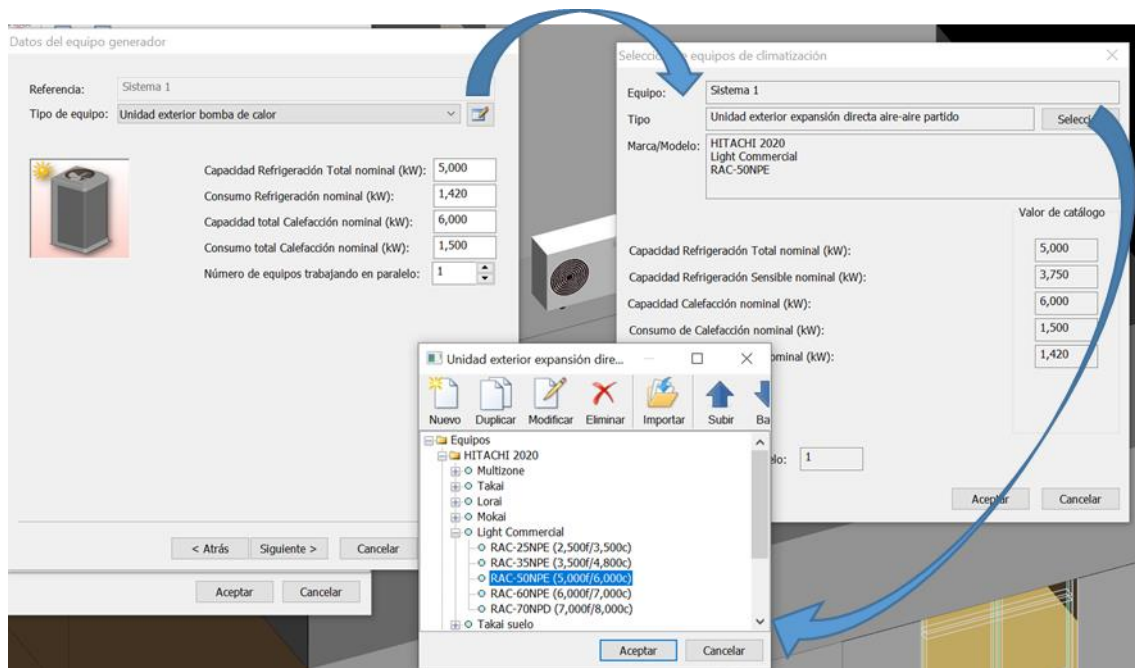 Datos del equipo generador
Referencia: Sistema 1
Tipo de equipo: Unidad exterior bomba de calor
Capacidad Refrigeración Total nominal (kW): 5,000
Consumo Refrigeración nominal (kW): 1,420
Capacidad total Calefacción nominal (kW): 6,000
Consumo total Calefacción nominal (kW): 1,500
Número de equipos trabajando en paralelo: 1
< Atrás Siguiente > Cancelar
Aceptar Cancelar
equipos de climatización
Equipo: Sistema 1
Tipo Unidad exterior expansión directa aire-aire partido
Marca/Modelo: HITACHI 2020
Light Commercial
RAC-50NPE
Valor de catálogo
Capacidad Refrigeración Total nominal (kW): 5,000
Capacidad Refrigeración Sensible nominal (kW): 3,750
Capacidad Calefacción nominal (kW): 6,000
Consumo de Calefacción nominal (kW): 1,500
nominal (kW): 1,420
1
Aceptar Cancelar
Unidad exterior expansión dire...
Nuevo Duplicar Modificar Eliminar Importar Subir Ba
Equipos
HITACHI 2020
Multizone
Takai
Lorai
Mokai
Light Commercial
RAC-25NPE (2,500f/3,500c)
RAC-35NPE (3,500f/4,800c)
RAC-50NPE (5,000f/6,000c)
RAC-60NPE (6,000f/7,000c)
RAC-70NPD (7,000f/8,000c)
Takai suelo
Aceptar Cancelar